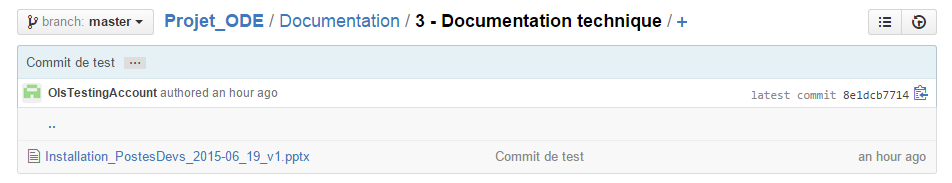 branch: master Projet_ODE / Documentation / 3 - Documentation technique / +
Commit de test ...
OlsTestingAccount authored an hour ago latest commit 8e1dcb7714
..
Installation_PostesDevs_2015-06_19_v1.pptx Commit de test an hour ago